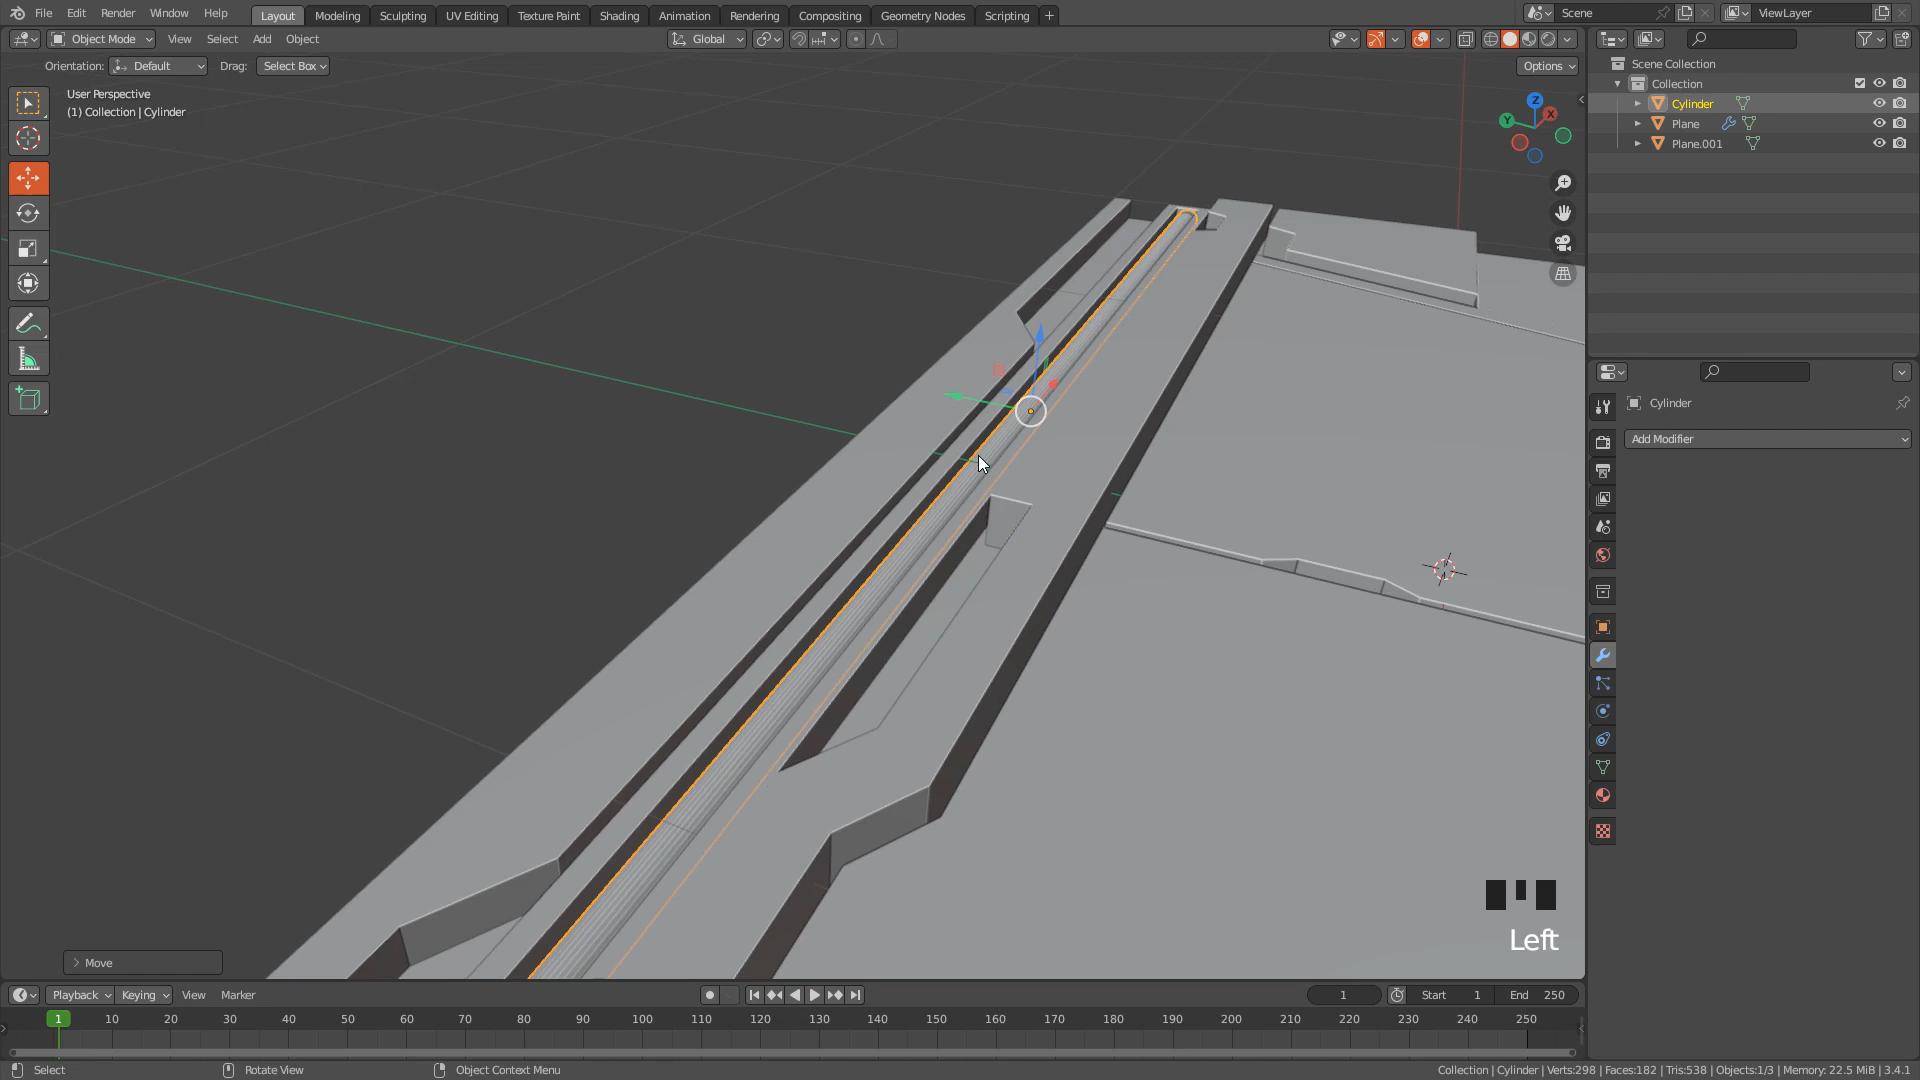 File Edit Render Window Help Layout Modeling Sculpting UV Editing Texture Paint Shading Animation Rendering Compositing Geometry Nodes Scripting + Scene ViewLayer
Object Mode View Select Add Object Global
Orientation: Default Drag: Select Box Options
User Perspective
(1) Collection | Cylinder
Z
X
Y
Scene Collection
Collection
Cylinder
Plane
Plane.001
Cylinder
Add Modifier
Left
Move
Playback Keying View Marker 1 Start 1 End 250
1 10 20 30 40 50 60 70 80 90 100 110 120 130 140 150 160 170 180 190 200 210 220 230 240 250
Select Rotate View Object Context Menu Collection | Cylinder | Verts:298 | Faces:182 | Tris:538 | Objects:1/3 | Memory: 22.5 MiB | 3.4.1